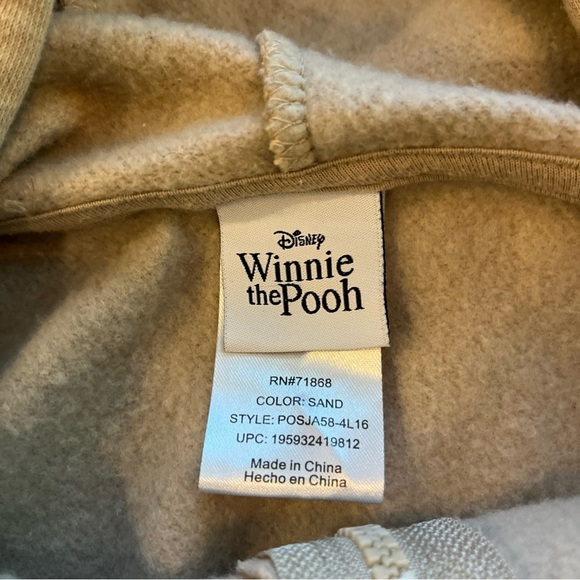 Disney
Winnie
the Pooh
RN#71868
COLOR: SAND
STYLE: POSJA58-4L16
UPC: 195932419812
Made in China
Hecho en China